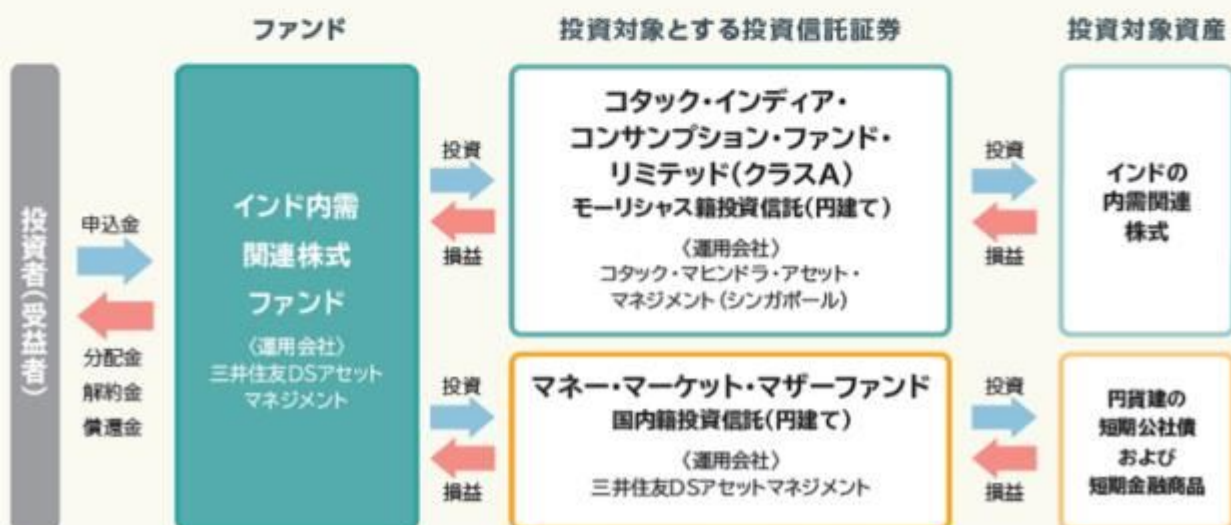 ファンド
投資対象とする投資信託証券
投資対象資産
投資者(受益者)
申込金
分配金
解約金
償還金
インド内需
関連株式
ファンド
〈運用会社〉
三井住友DSアセット
マネジメント
投資
損益
コタック・インディア・
コンサンプション・ファンド・
リミテッド(クラスA)
モーリシャス籍投資信託(円建て)
〈運用会社〉
コタック・マヒンドラ・アセット・
マネジメント(シンガポール)
投資
損益
インドの
内需関連
株式
投資
損益
マネー・マーケット・マザーファンド
国内籍投資信託(円建て)
〈運用会社〉
三井住友DSアセットマネジメント
投資
損益
円貨建の
短期公社債
および
短期金融商品